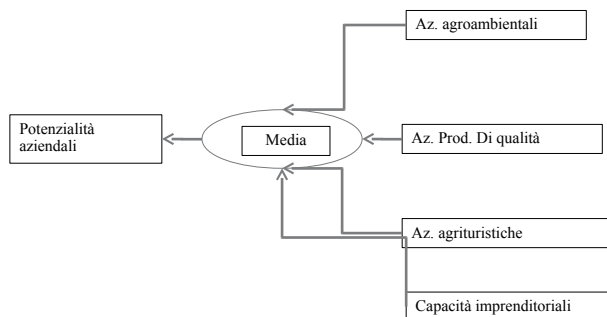 Az. agroambientali
Potenzialità
aziendali
Media
Az. Prod. Di qualità
Az. agrituristiche
Capacità imprenditoriali